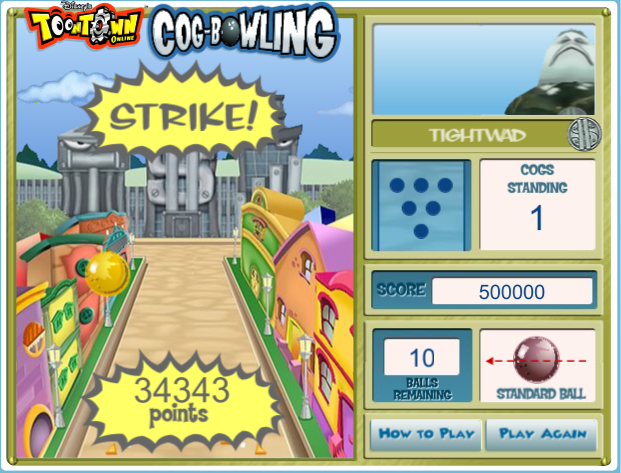 Disney's
TOONTOWN
ONLINE
COG-BOWLING
STRIKE!
TIGHTWAD
COGS
STANDING
1
SCORE 500000
10
BALLS
REMAINING
STANDARD BALL
34343
points
HOW TO PLAY
PLAY AGAIN